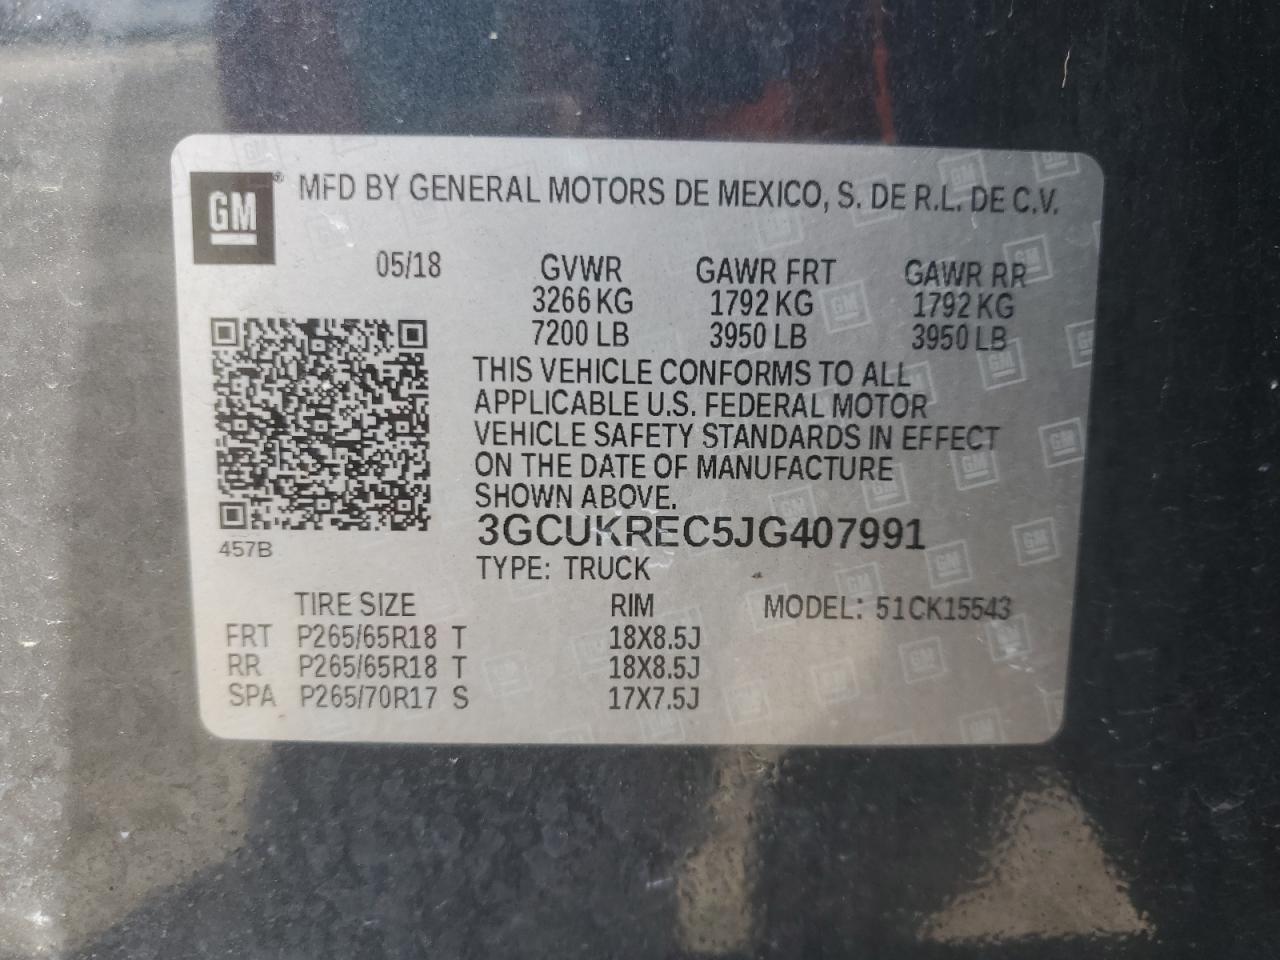 GM® MFD BY GENERAL MOTORS DE MEXICO, S. DE R.L. DE C.V.
05/18 GVWR GAWR FRT GAWR RR
3266 KG 1792 KG 1792 KG
7200 LB 3950 LB 3950 LB
THIS VEHICLE CONFORMS TO ALL
APPLICABLE U.S. FEDERAL MOTOR
VEHICLE SAFETY STANDARDS IN EFFECT
ON THE DATE OF MANUFACTURE
SHOWN ABOVE.
3GCUKREC5JG407991
457B
TYPE: TRUCK
TIRE SIZE RIM MODEL: 51CK15543
FRT P265/65R18 T 18X8.5J
RR P265/65R18 T 18X8.5J
SPA P265/70R17 S 17X7.5J